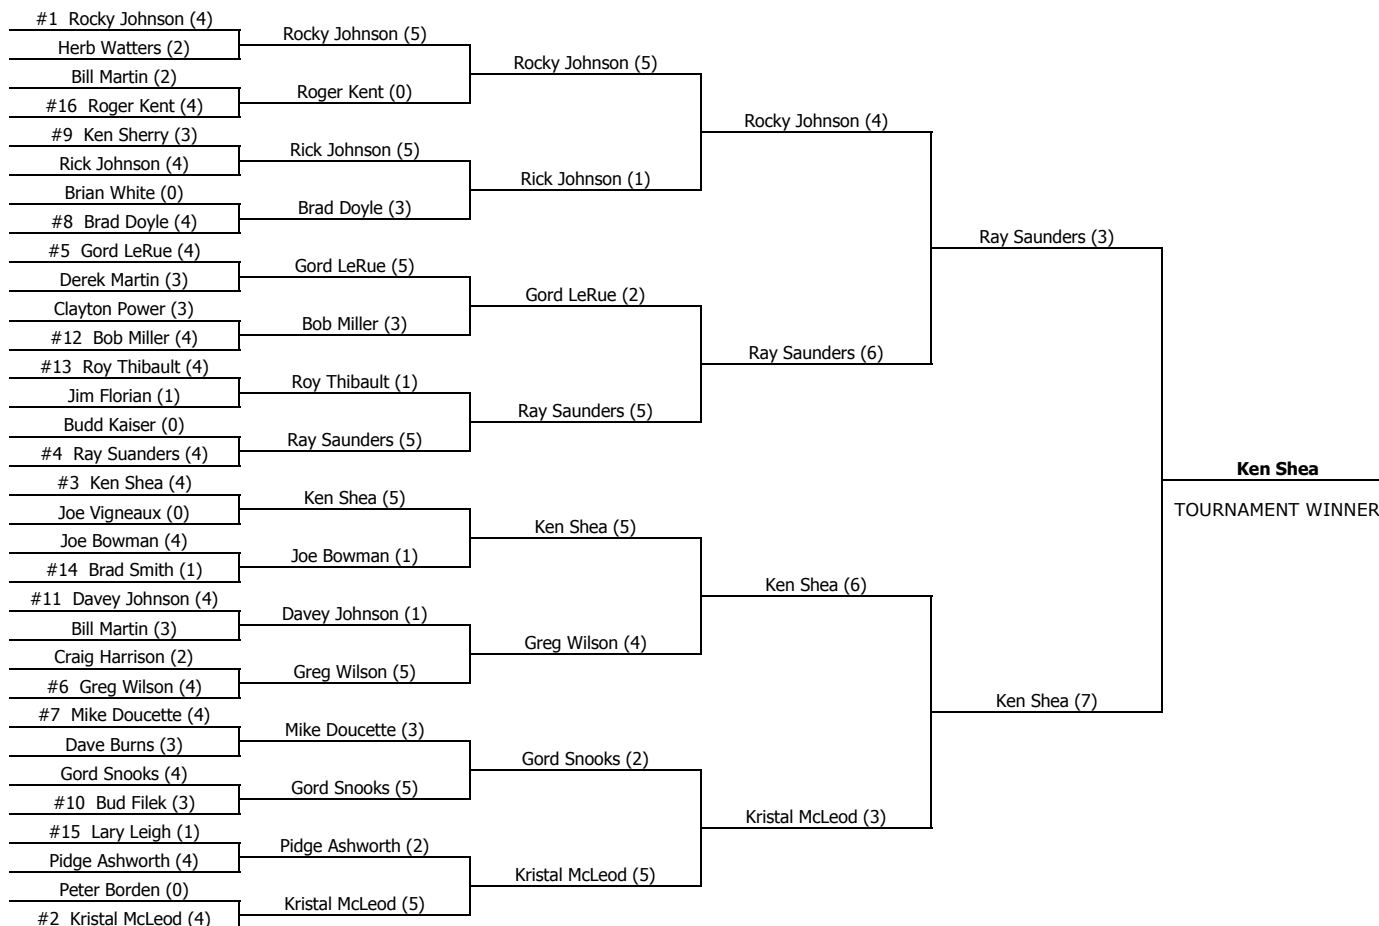 #1 Rocky Johnson (4)
Herb Watters (2)
Bill Martin (2)
#16 Roger Kent (4)
#9 Ken Sherry (3)
Rick Johnson (4)
Brian White (0)
#8 Brad Doyle (4)
#5 Gord LeRue (4)
Derek Martin (3)
Clayton Power (3)
#12 Bob Miller (4)
#13 Roy Thibault (4)
Jim Florian (1)
Budd Kaiser (0)
#4 Ray Suanders (4)
#3 Ken Shea (4)
Joe Vigneaux (0)
Joe Bowman (4)
#14 Brad Smith (1)
#11 Davey Johnson (4)
Bill Martin (3)
Craig Harrison (2)
#6 Greg Wilson (4)
#7 Mike Doucette (4)
Dave Burns (3)
Gord Snooks (4)
#10 Bud Filek (3)
#15 Lary Leigh (1)
Pidge Ashworth (4)
Peter Borden (0)
#2 Kristal McLeod (4)
Rocky Johnson (5)
Roger Kent (0)
Rick Johnson (5)
Brad Doyle (3)
Gord LeRue (5)
Bob Miller (3)
Roy Thibault (1)
Ray Saunders (5)
Ken Shea (5)
Joe Bowman (1)
Davey Johnson (1)
Greg Wilson (5)
Mike Doucette (3)
Gord Snooks (5)
Pidge Ashworth (2)
Kristal McLeod (5)
Rocky Johnson (5)
Rick Johnson (1)
Gord LeRue (2)
Ray Saunders (5)
Ken Shea (5)
Greg Wilson (4)
Gord Snooks (2)
Kristal McLeod (5)
Rocky Johnson (4)
Ray Saunders (6)
Ken Shea (6)
Kristal McLeod (3)
Ray Saunders (3)
Ken Shea (7)
Ken Shea
TOURNAMENT WINNER